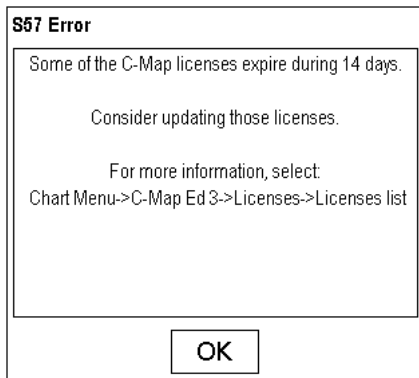 S57 Error
Some of the C-Map licenses expire during 14 days.
Consider updating those licenses.
For more information, select:
Chart Menu->C-Map Ed 3->Licenses->Licenses list
OK